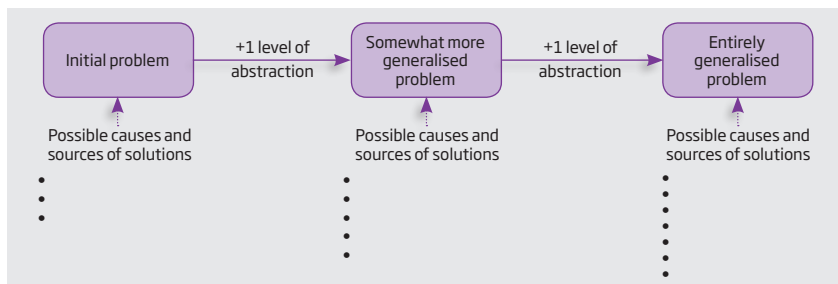 Initial problem
+1 level of
abstraction
Somewhat more
generalised
problem
+1 level of
abstraction
Entirely
generalised
problem
Possible causes and
sources of solutions
Possible causes and
sources of solutions
Possible causes and
sources of solutions